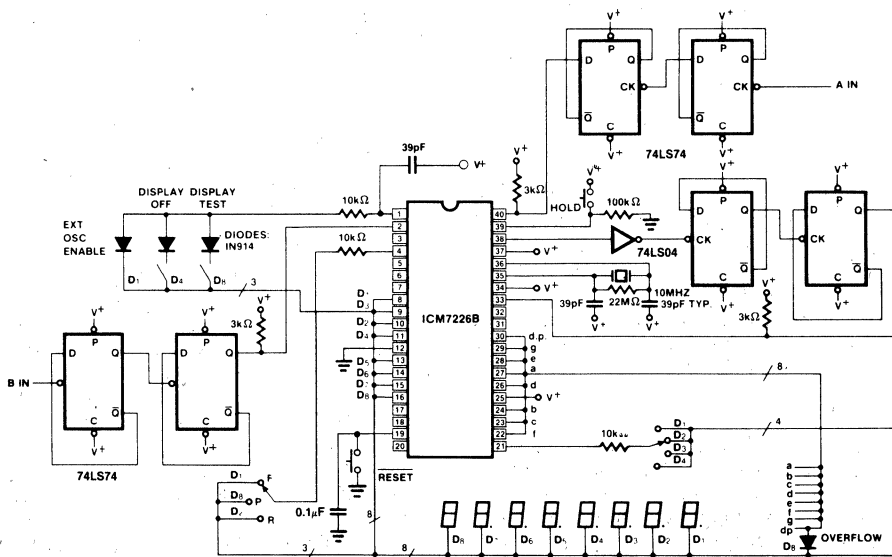 V+ V+
P P
D Q D Q
CK CK A IN
Q Q
C C
V+ V+
74LS74
39pF V+
V+
3kΩ
V+
HOLD
100kΩ
V+
P P
D Q D Q
CK CK
Q Q
C C
V+ V+
74LS04
DISPLAY DISPLAY
OFF TEST
EXT
OSC
ENABLE
DIODES:
IN914
D1 D4 D8 3
10kΩ
10kΩ
1 40
2 39
3 38
4 37 V+
5 36
6 35
7 34 V+
8 33
9 32
10 31
11 30
12 29
13 28
14 27
15 26
16 25 V+
17 24
18 23
19 22
20 21
ICM7226B
D1
D3
D2
D4
D5
D6
D7
D8
d.p.
g
e
a
d
b
c
f
10MHZ
39pF 22MΩ 39pF TYP.
V+ V+
V+
3kΩ
V+ V+ V+
3kΩ
P P
D Q D Q
B IN
Q Q
C C
V+ V+
74LS74
8
D1
D2
D3
D4
4
RESET
0.1μF
8
D1 F
D8 P
R
3 8
D8 D7 D6 D5 D4 D3 D2 D1
a
b
c
d
e
f
g
dp
D8 OVERFLOW